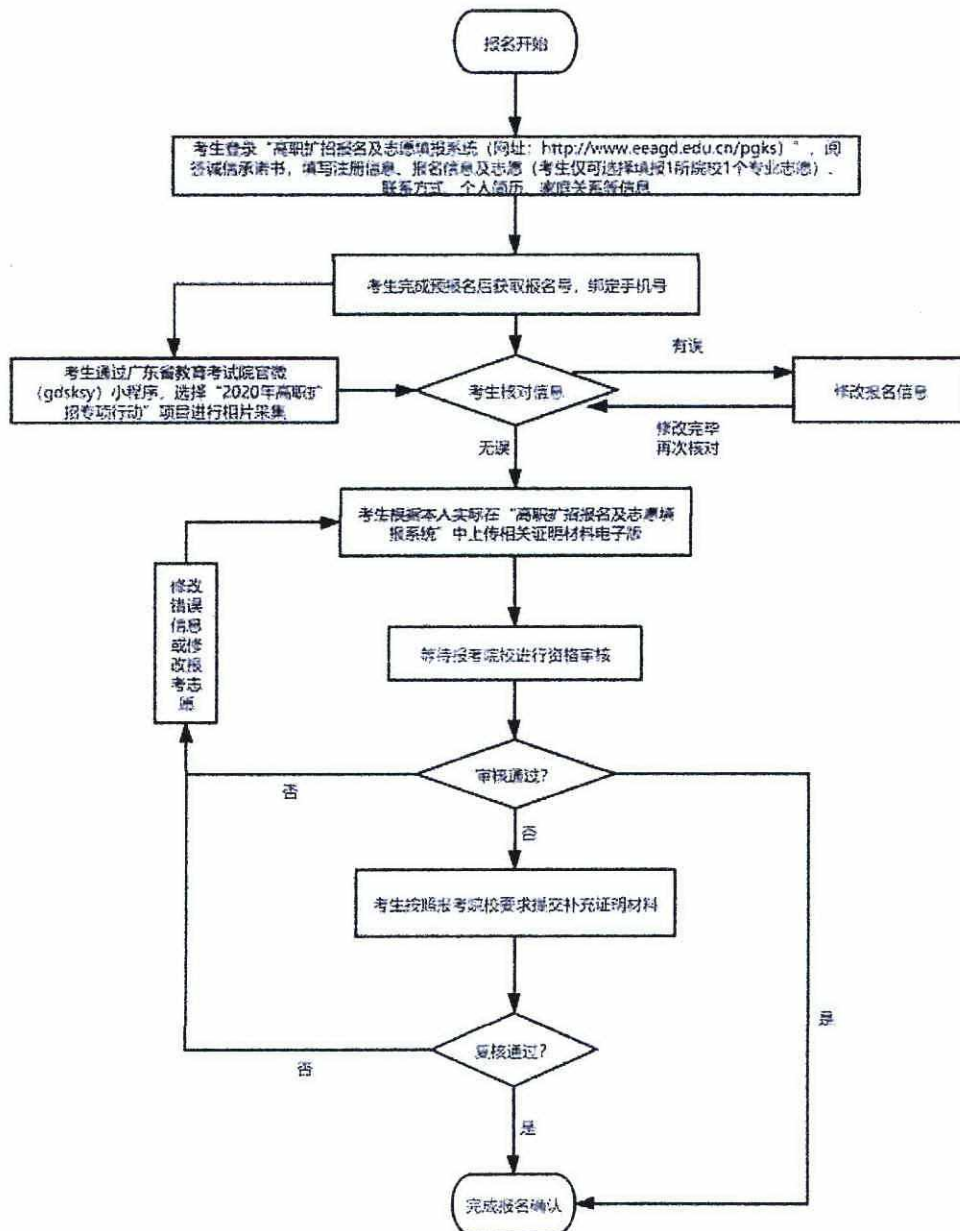 报名开始
考生登录“高职扩招报名及志愿填报系统（网址：http://www.eeagd.edu.cn/pgks）”，阅
签诚信承诺书，填写注册信息、报名信息及志愿（考生仅可选择填报1所院校1个专业志愿）、
联系方式、个人简历、家庭关系等信息
考生完成预报名后获取报名号，绑定手机号
考生通过广东省教育考试院官微
（gdsksy）小程序，选择“2020年高职扩
招专项行动”项目进行相片采集
考生核对信息
有误
修改报名信息
修改完毕
再次核对
无误
考生根据本人实际在“高职扩招报名及志愿填
报系统”中上传相关证明材料电子版
修改
错误
信息
或修
改报
考志
愿
等待报考院校进行资格审核
审核通过？
否
否
考生按照报考院校要求提交补充证明材料
是
复核通过？
否
是
完成报名确认